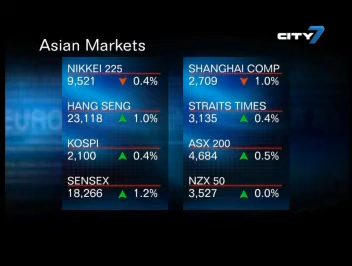 CITY7
Asian Markets
NIKKEI 225
9,521 ▼ 0.4%
HANG SENG
23,118 ▲ 1.0%
KOSPI
2,100 ▲ 0.4%
SENSEX
18,266 ▲ 1.2%
SHANGHAI COMP
2,709 ▼ 1.0%
STRAITS TIMES
3,135 ▲ 0.4%
ASX 200
4,684 ▲ 0.5%
NZX 50
3,527 ▲ 0.0%